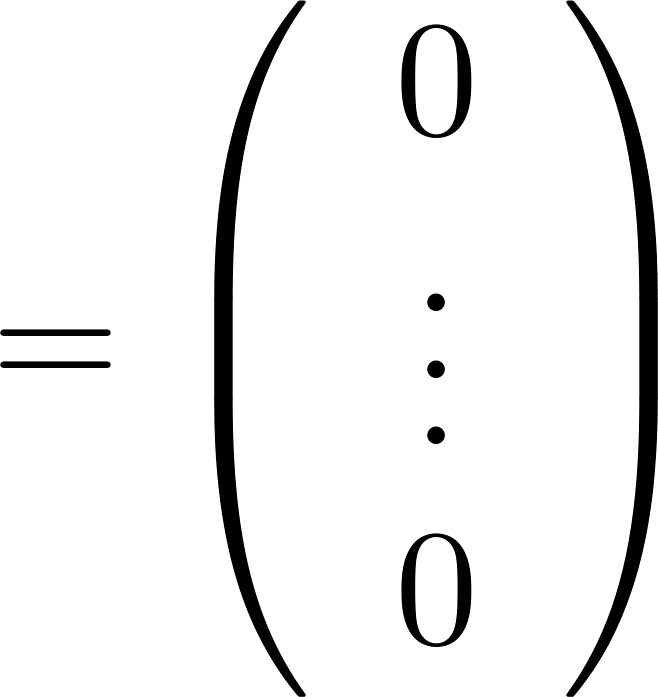 0
⋮
= ( )
0